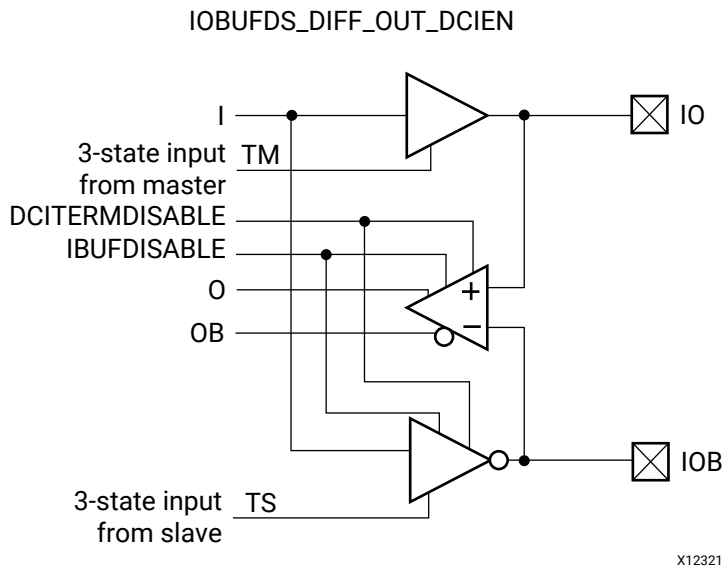 IOBUFDS_DIFF_OUT_DCIEN
I
IO
3-state input TM
from master
DCITERMDISABLE
IBUFDISABLE
O
+
OB
−
IOB
3-state input TS
from slave
X12321